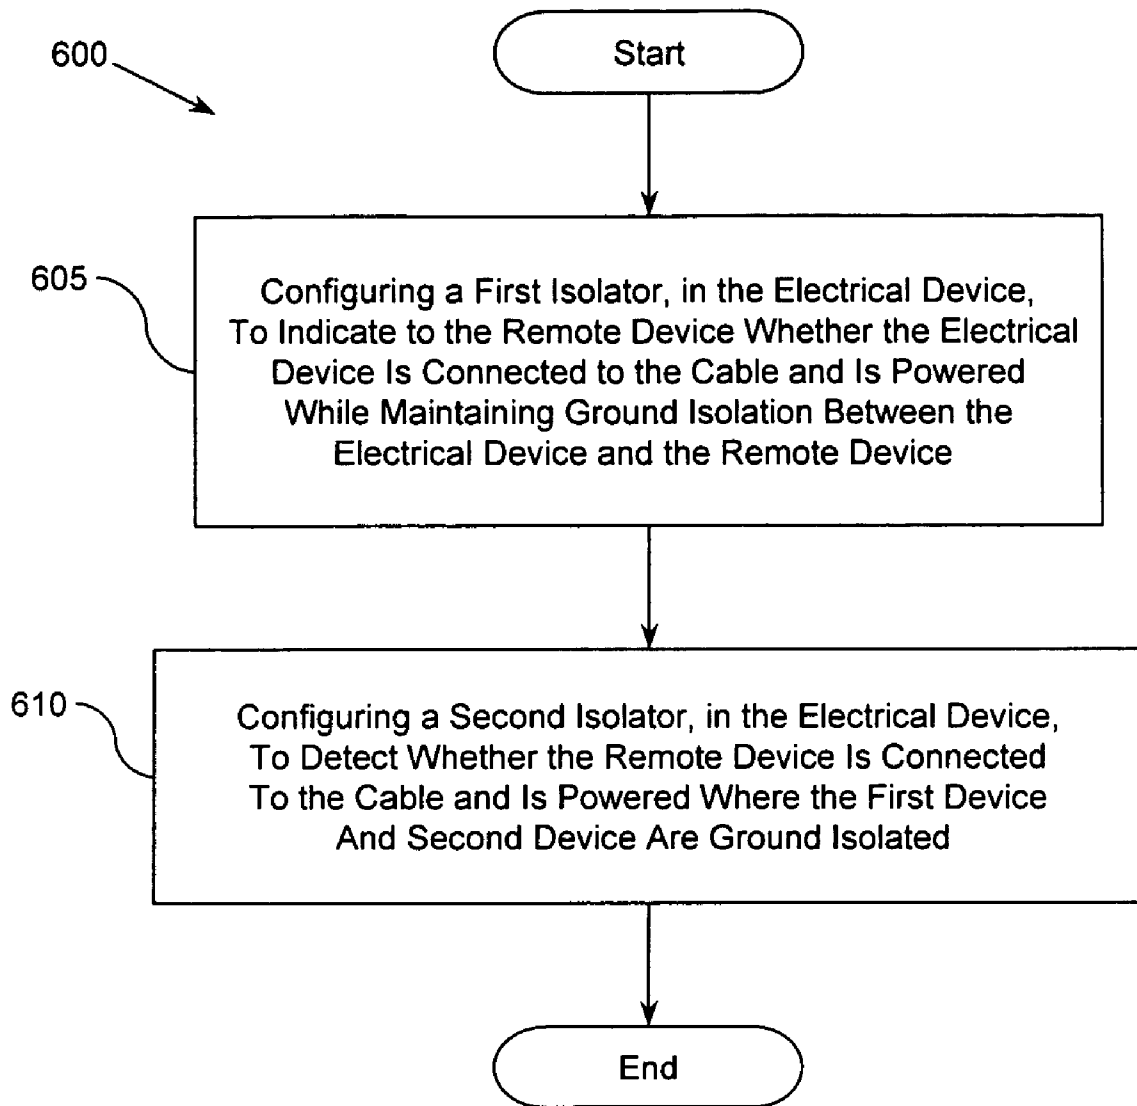 600
Start
605
Configuring a First Isolator, in the Electrical Device,
To Indicate to the Remote Device Whether the Electrical
Device Is Connected to the Cable and Is Powered
While Maintaining Ground Isolation Between the
Electrical Device and the Remote Device
610
Configuring a Second Isolator, in the Electrical Device,
To Detect Whether the Remote Device Is Connected
To the Cable and Is Powered Where the First Device
And Second Device Are Ground Isolated
End